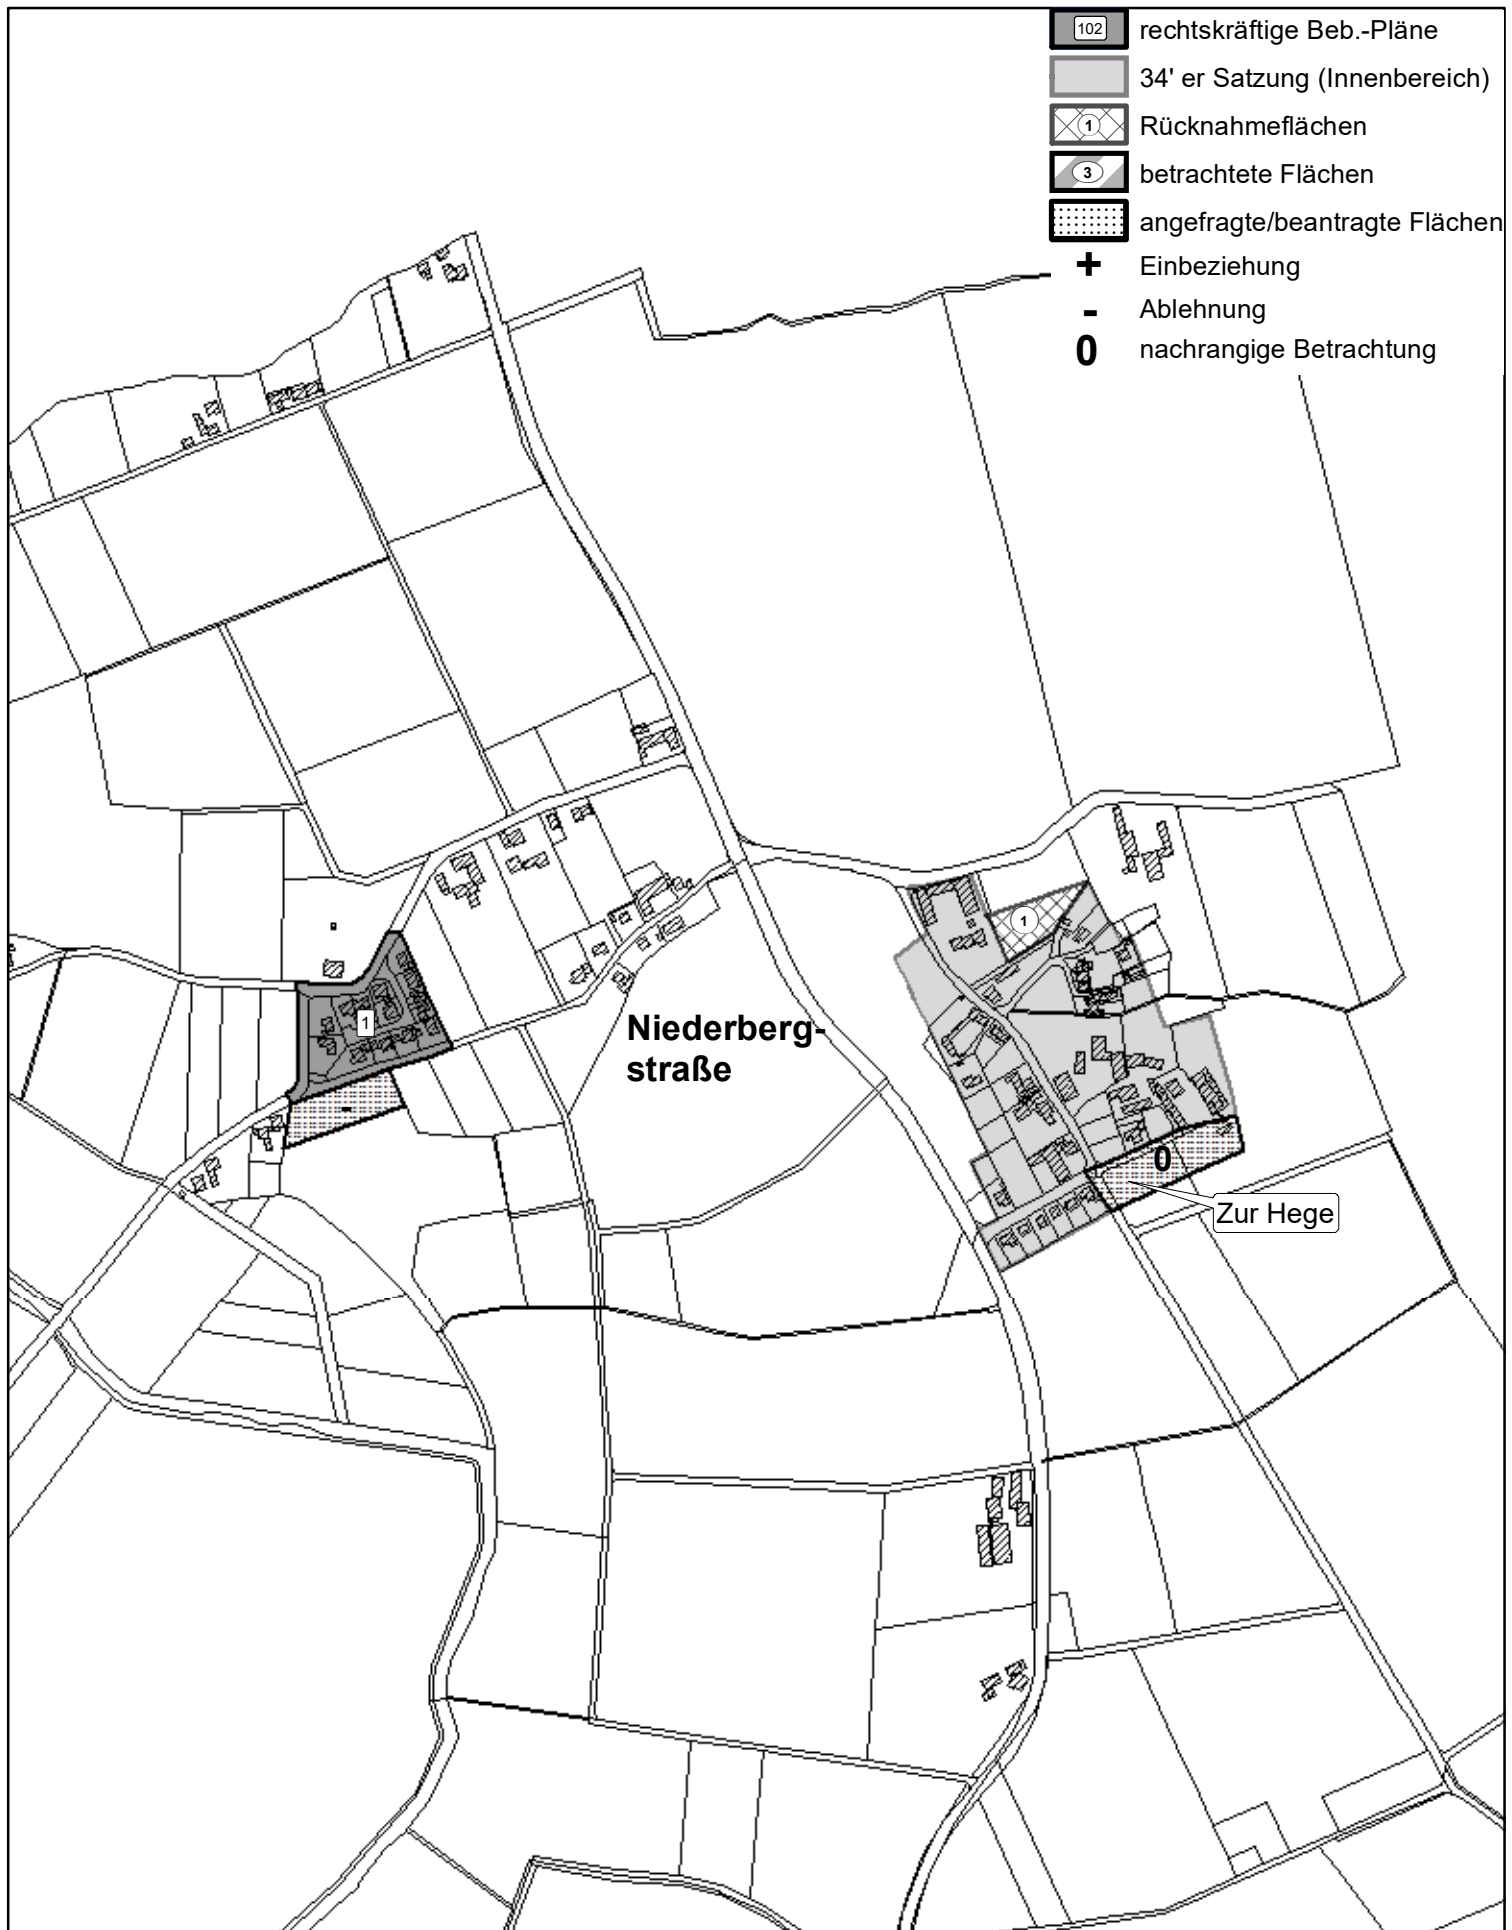 102 rechtskräftige Beb.-Pläne
34' er Satzung (Innenbereich)
1 Rücknahmeflächen
3 betrachtete Flächen
angefragte/beantragte Flächen
+ Einbeziehung
- Ablehnung
0 nachrangige Betrachtung
1
1
Niederberg-
straße
-
0
Zur Hege